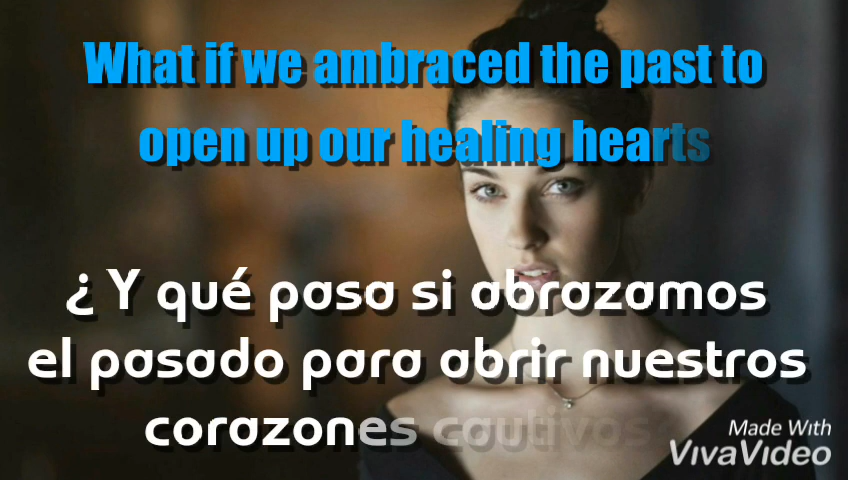 What if we ambraced the past to
open up our healing hearts
¿ Y qué pasa si abrazamos
el pasado para abrir nuestros
corazones cautivos?
Made With
VivaVideo